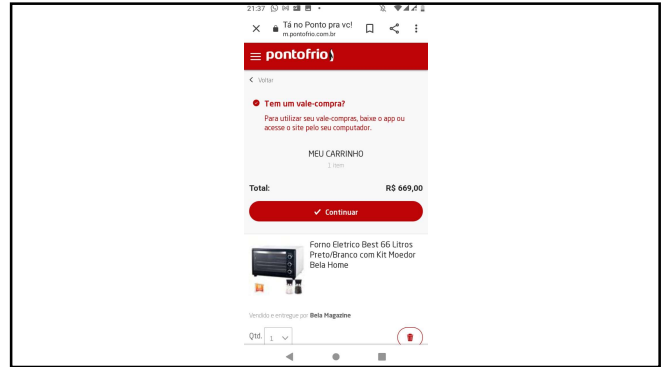 21:37
Tá no Ponto pra vc!
m.pontofrio.com.br
pontofrio
Voltar
Tem um vale-compra?
Para utilizar seu vale-compras, baixe o app ou
acesse o site pelo seu computador.
MEU CARRINHO
1 item
Total: R$ 669,00
Continuar
Forno Eletrico Best 66 Litros
Preto/Branco com Kit Moedor
Bela Home
Vendido e entregue por Bela Magazine
Qtd. 1